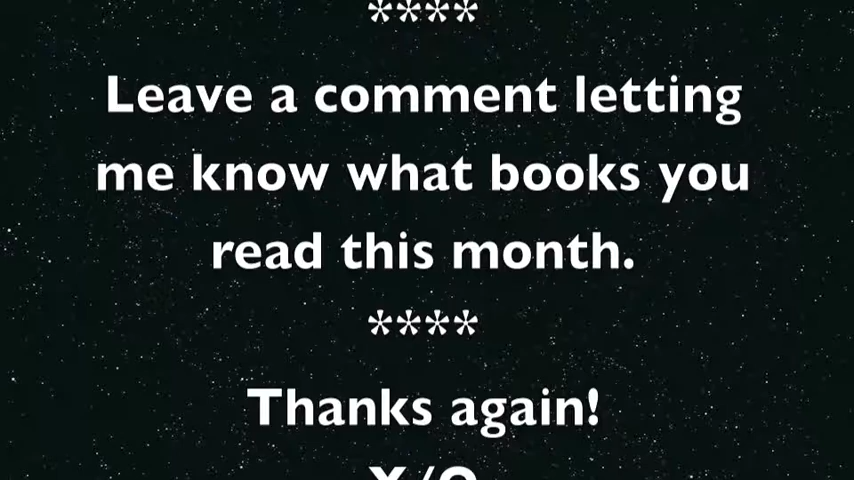 ****
Leave a comment letting
me know what books you
read this month.
****
Thanks again!
X/O